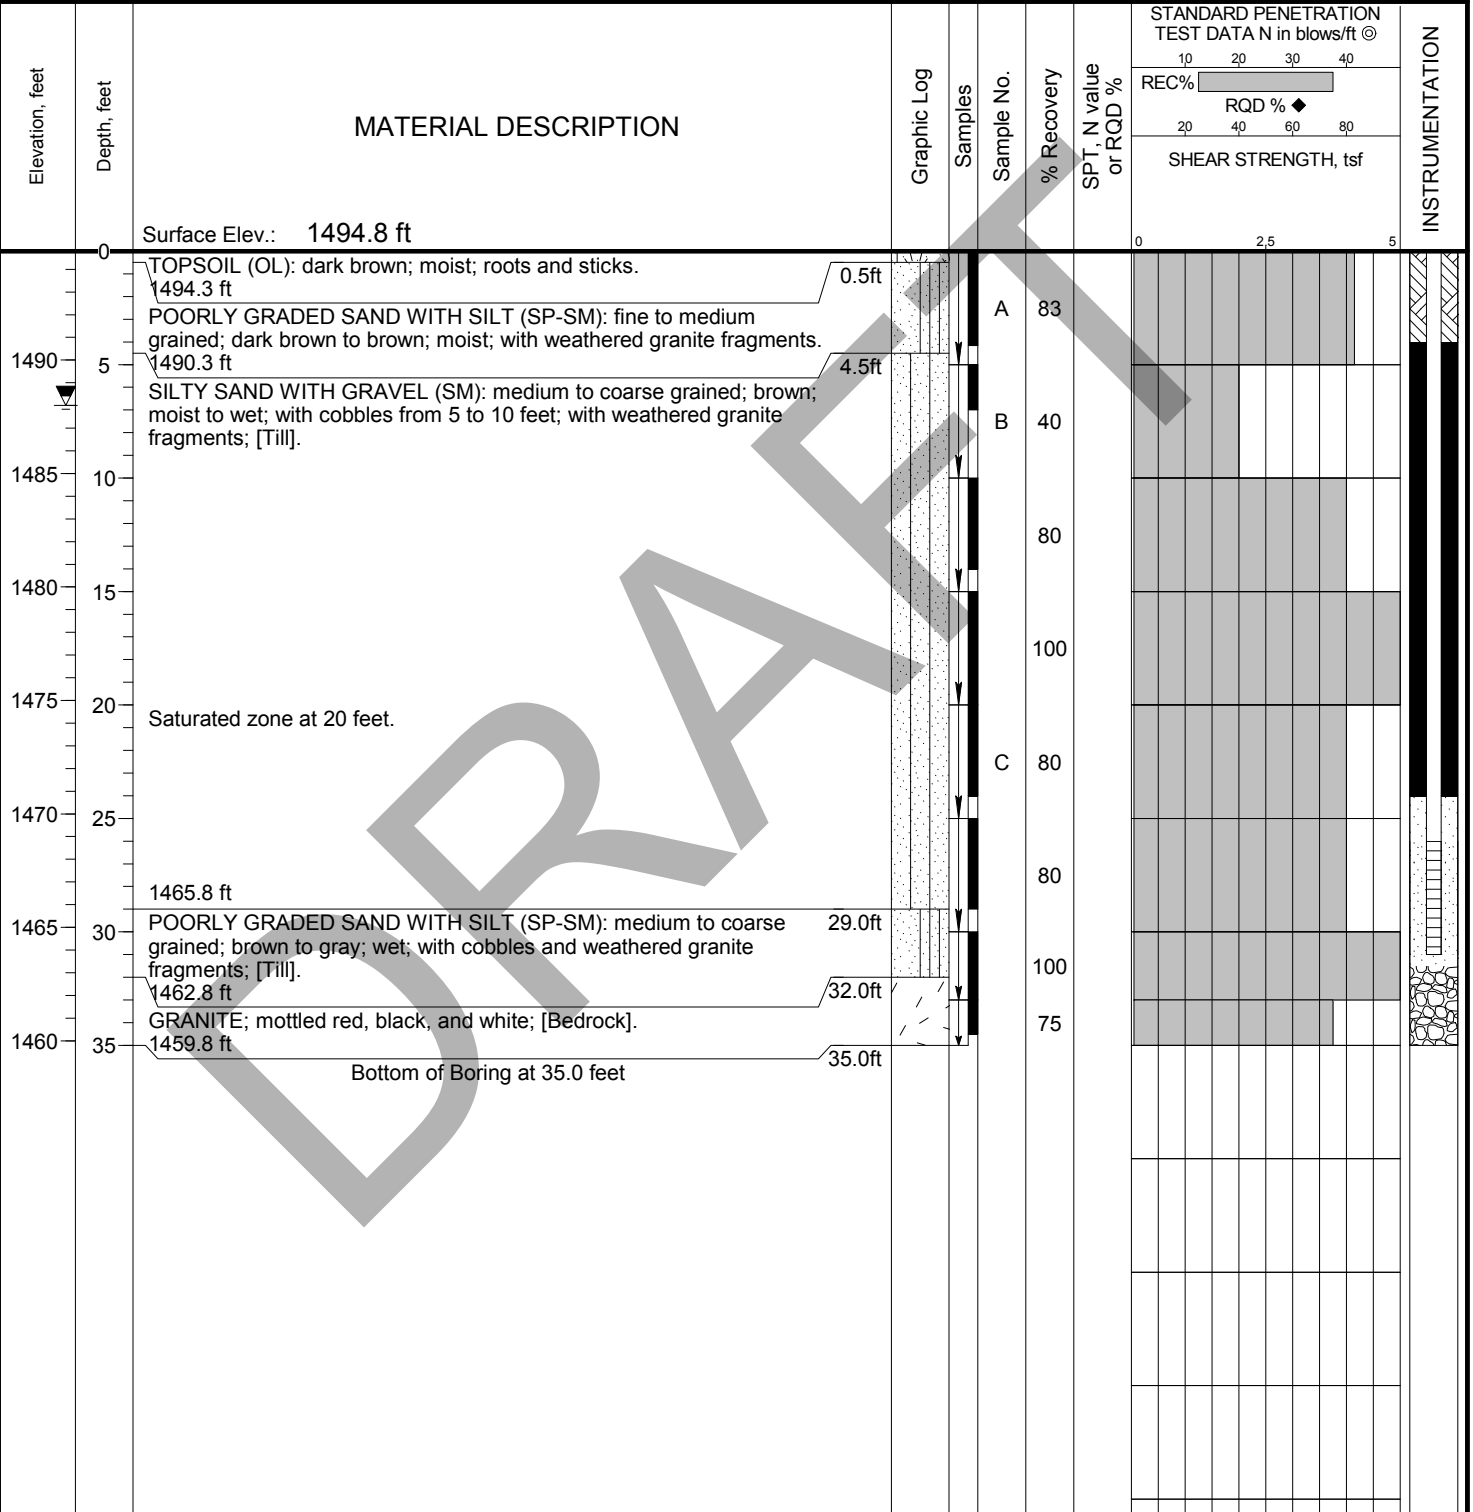 Elevation, feet
Depth, feet
MATERIAL DESCRIPTION
Surface Elev.: 1494.8 ft
Graphic Log
Samples
Sample No.
% Recovery
SPT, N value
or RQD %
STANDARD PENETRATION
TEST DATA N in blows/ft ◎
10 20 30 40
REC%
RQD % ◆
20 40 60 80
SHEAR STRENGTH, tsf
0 2,5 5
INSTRUMENTATION
0
TOPSOIL (OL): dark brown; moist; roots and sticks.
0.5ft
1494.3 ft
A 83
POORLY GRADED SAND WITH SILT (SP-SM): fine to medium
grained; dark brown to brown; moist; with weathered granite fragments.
1490
5
1490.3 ft
4.5ft
SILTY SAND WITH GRAVEL (SM): medium to coarse grained; brown;
moist to wet; with cobbles from 5 to 10 feet; with weathered granite
fragments; [Till].
B 40
1485
10
80
1480
15
100
1475
20
Saturated zone at 20 feet.
C 80
1470
25
80
1465.8 ft
1465
30
POORLY GRADED SAND WITH SILT (SP-SM): medium to coarse
29.0ft
grained; brown to gray; wet; with cobbles and weathered granite
fragments; [Till].
100
1462.8 ft
32.0ft
GRANITE; mottled red, black, and white; [Bedrock].
75
1460
35
1459.8 ft
35.0ft
Bottom of Boring at 35.0 feet
DRAFT